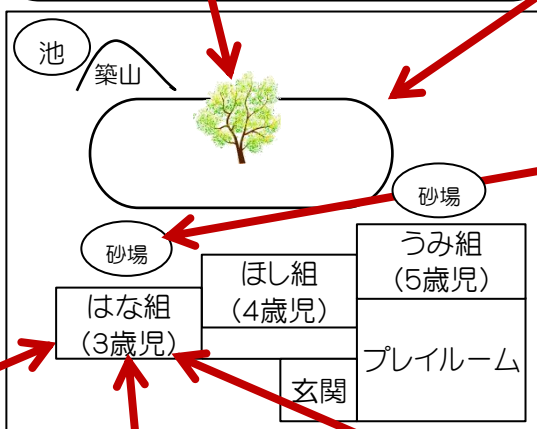 池
築山
砂場
砂場
うみ組
(5歳児)
ほし組
(4歳児)
はな組
(3歳児)
プレイルーム
玄関